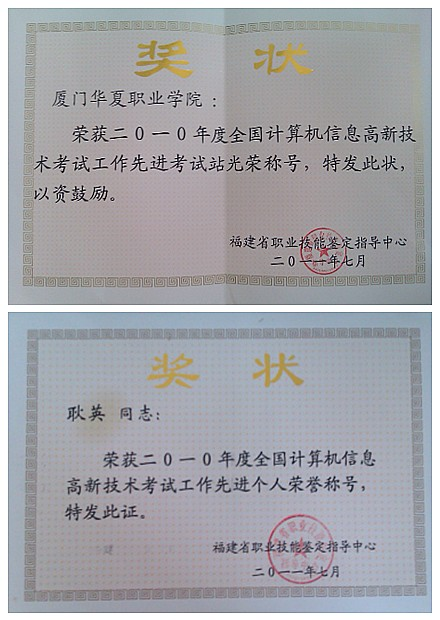 奖 状
厦门华夏职业学院：
荣获二〇一〇年度全国计算机信息高新技
术考试工作先进考试站光荣称号，特发此状，
以资鼓励。
福建省职业技能鉴定指导中心
二〇一一年七月
奖 状
耿英 同志：
荣获二〇一〇年度全国计算机信息
高新技术考试工作先进个人荣誉称号，
特发此证。
福建省职业技能鉴定指导中心
二〇一一年七月